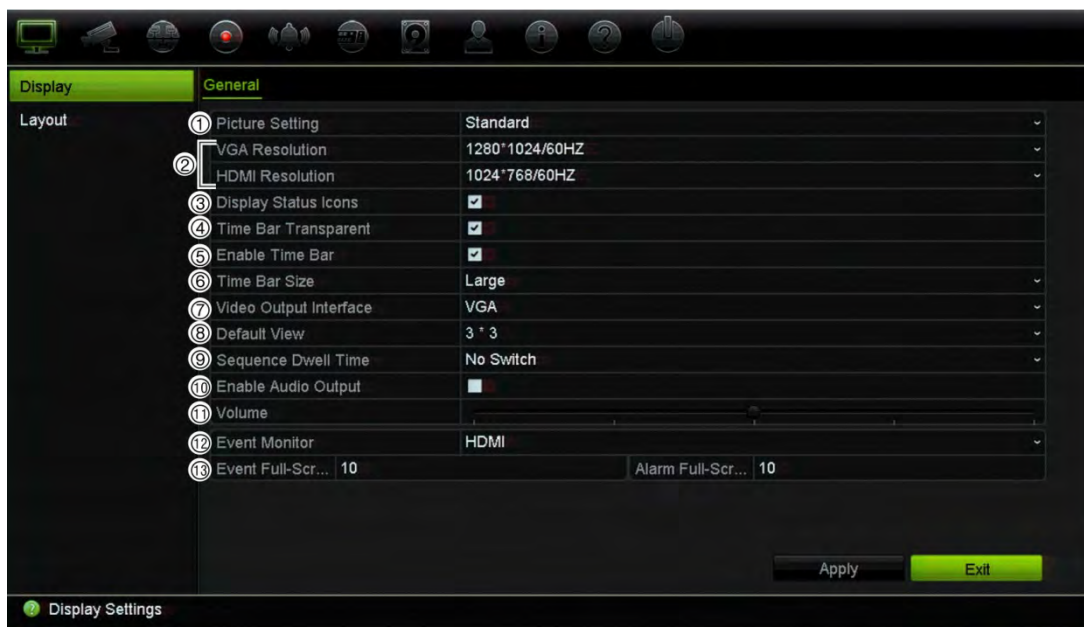 Display
General
Layout
① Picture Setting Standard
② VGA Resolution 1280*1024/60HZ
HDMI Resolution 1024*768/60HZ
③ Display Status Icons
④ Time Bar Transparent
⑤ Enable Time Bar
⑥ Time Bar Size Large
⑦ Video Output Interface VGA
⑧ Default View 3 * 3
⑨ Sequence Dwell Time No Switch
⑩ Enable Audio Output
⑪ Volume
⑫ Event Monitor HDMI
⑬ Event Full-Scr... 10 Alarm Full-Scr... 10
Apply Exit
Display Settings